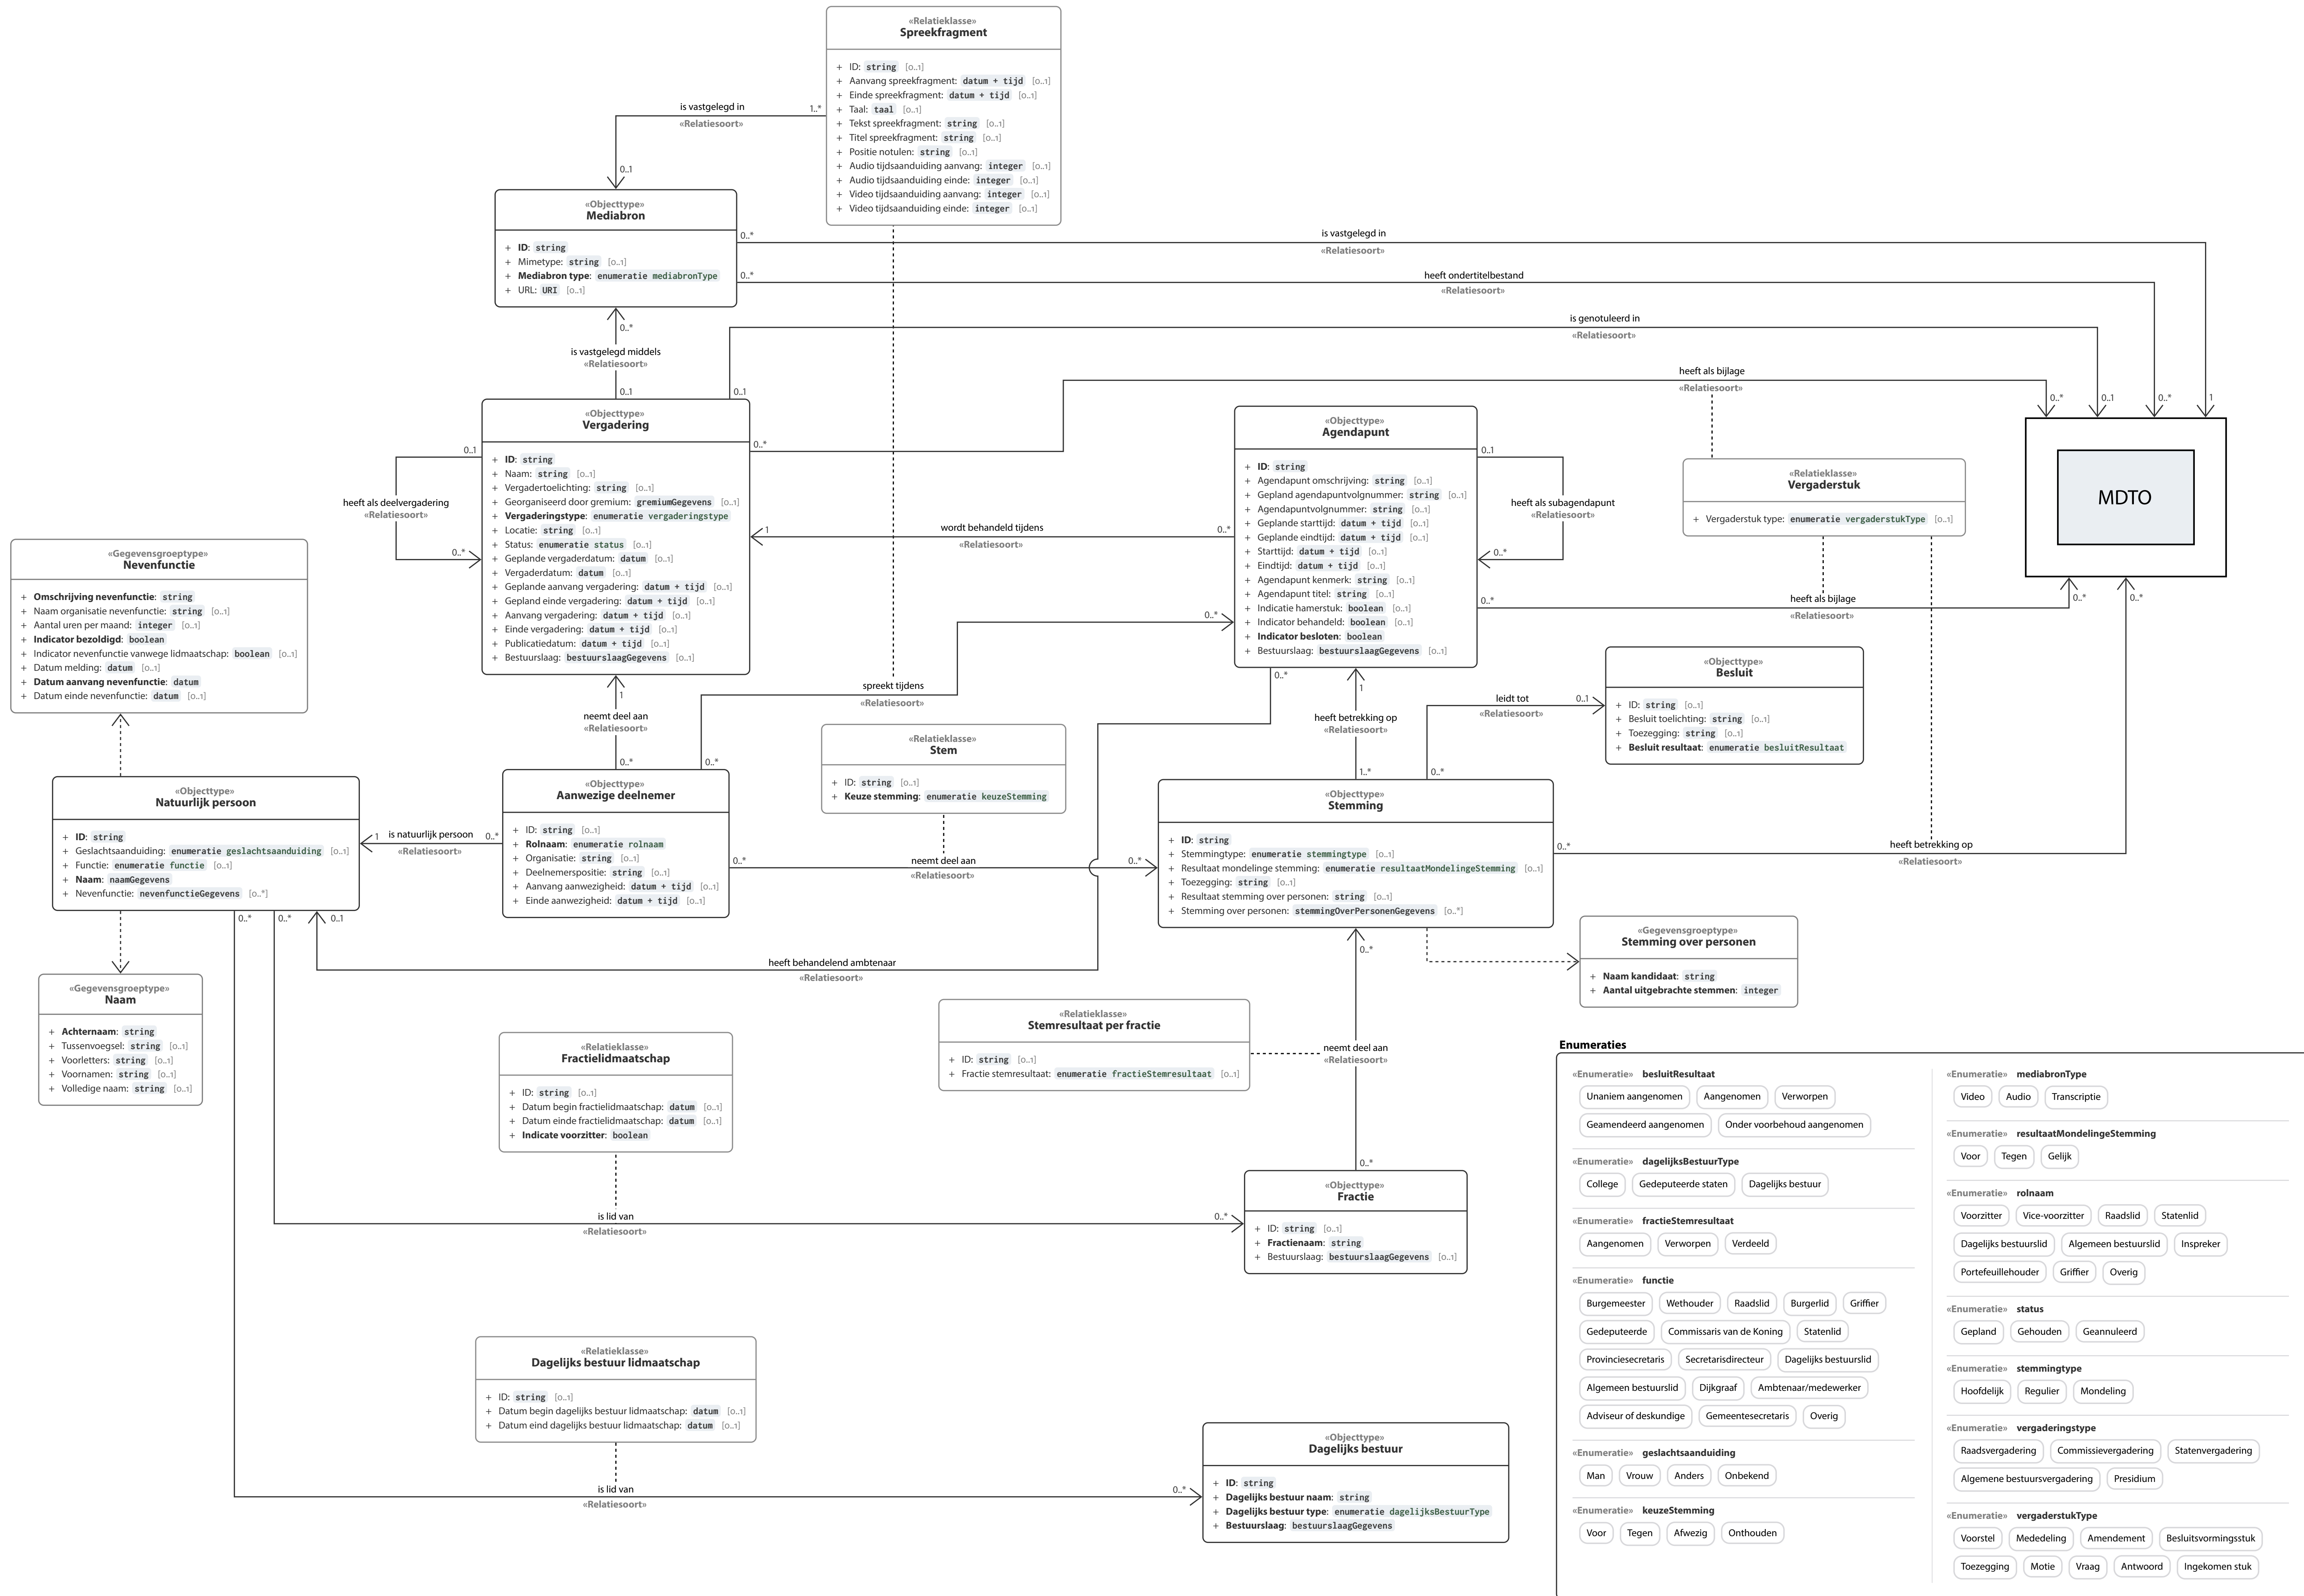 «Relatieklasse»
Spreekfragment
+ ID: string [0..1]
+ Aanvang spreekfragment: datum + tijd [0..1]
+ Einde spreekfragment: datum + tijd [0..1]
+ Taal: taal [0..1]
+ Tekst spreekfragment: string [0..1]
+ Titel spreekfragment: string [0..1]
+ Positie notulen: string [0..1]
+ Audio tijdsaanduiding aanvang: integer [0..1]
+ Audio tijdsaanduiding einde: integer [0..1]
+ Video tijdsaanduiding aanvang: integer [0..1]
+ Video tijdsaanduiding einde: integer [0..1]
is vastgelegd in
«Relatiesoort»
1..*
0..1
«Objecttype»
Mediabron
+ ID: string
+ Mimetype: string [0..1]
+ Mediabron type: enumeratie mediabronType
+ URL: URI [0..1]
0..*
is vastgelegd in
«Relatiesoort»
1
0..*
heeft ondertitelbestand
«Relatiesoort»
0..*
0..*
is vastgelegd middels
«Relatiesoort»
0..1
0..1
is genotuleerd in
«Relatiesoort»
0..1
0..*
heeft als bijlage
«Relatiesoort»
0..*
«Objecttype»
Vergadering
+ ID: string
+ Naam: string [0..1]
+ Vergadertoelichting: string [0..1]
+ Georganiseerd door gremium: gremiumGegevens [0..1]
+ Vergaderingstype: enumeratie vergaderingstype
+ Locatie: string [0..1]
+ Status: enumeratie status [0..1]
+ Geplande vergaderdatum: datum [0..1]
+ Vergaderdatum: datum [0..1]
+ Geplande aanvang vergadering: datum + tijd [0..1]
+ Gepland einde vergadering: datum + tijd [0..1]
+ Aanvang vergadering: datum + tijd [0..1]
+ Einde vergadering: datum + tijd [0..1]
+ Publicatiedatum: datum + tijd [0..1]
+ Bestuurslaag: bestuurslaagGegevens [0..1]
0..1
heeft als deelvergadering
«Relatiesoort»
0..*
1
wordt behandeld tijdens
«Relatiesoort»
0..*
«Objecttype»
Agendapunt
+ ID: string
+ Agendapunt omschrijving: string [0..1]
+ Gepland agendapuntvolgnummer: string [0..1]
+ Agendapuntvolgnummer: string [0..1]
+ Geplande starttijd: datum + tijd [0..1]
+ Geplande eindtijd: datum + tijd [0..1]
+ Starttijd: datum + tijd [0..1]
+ Eindtijd: datum + tijd [0..1]
+ Agendapunt kenmerk: string [0..1]
+ Agendapunt titel: string [0..1]
+ Indicatie hamerstuk: boolean [0..1]
+ Indicator behandeld: boolean [0..1]
+ Indicator besloten: boolean
+ Bestuurslaag: bestuurslaagGegevens [0..1]
0..1
heeft als subagendapunt
«Relatiesoort»
0..*
«Relatieklasse»
Vergaderstuk
+ Vergaderstuk type: enumeratie vergaderstukType [0..1]
MDTO
0..*
heeft als bijlage
«Relatiesoort»
0..*
0..*
«Gegevensgroeptype»
Nevenfunctie
+ Omschrijving nevenfunctie: string
+ Naam organisatie nevenfunctie: string [0..1]
+ Aantal uren per maand: integer [0..1]
+ Indicator bezoldigd: boolean
+ Indicator nevenfunctie vanwege lidmaatschap: boolean [0..1]
+ Datum melding: datum [0..1]
+ Datum aanvang nevenfunctie: datum
+ Datum einde nevenfunctie: datum [0..1]
0..*
spreekt tijdens
«Relatiesoort»
0..*
1
neemt deel aan
«Relatiesoort»
0..*
0..*
1
heeft betrekking op
«Relatiesoort»
1..*
leidt tot
«Relatiesoort»
0..1
0..*
«Objecttype»
Besluit
+ ID: string [0..1]
+ Besluit toelichting: string [0..1]
+ Toezegging: string [0..1]
+ Besluit resultaat: enumeratie besluitResultaat
«Objecttype»
Natuurlijk persoon
+ ID: string
+ Geslachtsaanduiding: enumeratie geslachtsaanduiding [0..1]
+ Functie: enumeratie functie [0..1]
+ Naam: naamGegevens
+ Nevenfunctie: nevenfunctieGegevens [0..*]
1
is natuurlijk persoon
«Relatiesoort»
0..*
«Objecttype»
Aanwezige deelnemer
+ ID: string [0..1]
+ Rolnaam: enumeratie rolnaam
+ Organisatie: string [0..1]
+ Deelnemerspositie: string [0..1]
+ Aanvang aanwezigheid: datum + tijd [0..1]
+ Einde aanwezigheid: datum + tijd [0..1]
«Relatieklasse»
Stem
+ ID: string [0..1]
+ Keuze stemming: enumeratie keuzeStemming
0..*
neemt deel aan
«Relatiesoort»
0..*
«Objecttype»
Stemming
+ ID: string
+ Stemmingtype: enumeratie stemmingtype [0..1]
+ Resultaat mondelinge stemming: enumeratie resultaatMondelingeStemming [0..1]
+ Toezegging: string [0..1]
+ Resultaat stemming over personen: string [0..1]
+ Stemming over personen: stemmingOverPersonenGegevens [0..*]
0..*
heeft betrekking op
«Relatiesoort»
0..*
0..*
0..1
heeft behandelend ambtenaar
«Relatiesoort»
0..*
«Gegevensgroeptype»
Stemming over personen
+ Naam kandidaat: string
+ Aantal uitgebrachte stemmen: integer
«Gegevensgroeptype»
Naam
+ Achternaam: string
+ Tussenvoegsel: string [0..1]
+ Voorletters: string [0..1]
+ Voornamen: string [0..1]
+ Volledige naam: string [0..1]
«Relatieklasse»
Fractielidmaatschap
+ ID: string [0..1]
+ Datum begin fractielidmaatschap: datum [0..1]
+ Datum einde fractielidmaatschap: datum [0..1]
+ Indicate voorzitter: boolean
«Relatieklasse»
Stemresultaat per fractie
+ ID: string [0..1]
+ Fractie stemresultaat: enumeratie fractieStemresultaat [0..1]
neemt deel aan
«Relatiesoort»
0..*
«Objecttype»
Fractie
+ ID: string [0..1]
+ Fractienaam: string
+ Bestuurslaag: bestuurslaagGegevens [0..1]
is lid van
«Relatiesoort»
0..*
«Relatieklasse»
Dagelijks bestuur lidmaatschap
+ ID: string [0..1]
+ Datum begin dagelijks bestuur lidmaatschap: datum [0..1]
+ Datum eind dagelijks bestuur lidmaatschap: datum [0..1]
is lid van
«Relatiesoort»
0..*
«Objecttype»
Dagelijks bestuur
+ ID: string
+ Dagelijks bestuur naam: string
+ Dagelijks bestuur type: enumeratie dagelijksBestuurType
+ Bestuurslaag: bestuurslaagGegevens
Enumeraties
«Enumeratie» besluitResultaat
Unaniem aangenomen Aangenomen Verworpen
Geamendeerd aangenomen Onder voorbehoud aangenomen
«Enumeratie» dagelijksBestuurType
College Gedeputeerde staten Dagelijks bestuur
«Enumeratie» fractieStemresultaat
Aangenomen Verworpen Verdeeld
«Enumeratie» functie
Burgemeester Wethouder Raadslid Burgerlid Griffier
Gedeputeerde Commissaris van de Koning Statenlid
Provinciesecretaris Secretarisdirecteur Dagelijks bestuurslid
Algemeen bestuurslid Dijkgraaf Ambtenaar/medewerker
Adviseur of deskundige Gemeentesecretaris Overig
«Enumeratie» geslachtsaanduiding
Man Vrouw Anders Onbekend
«Enumeratie» keuzeStemming
Voor Tegen Afwezig Onthouden
«Enumeratie» mediabronType
Video Audio Transcriptie
«Enumeratie» resultaatMondelingeStemming
Voor Tegen Gelijk
«Enumeratie» rolnaam
Voorzitter Vice-voorzitter Raadslid Statenlid
Dagelijks bestuurslid Algemeen bestuurslid Inspreker
Portefeuillehouder Griffier Overig
«Enumeratie» status
Gepland Gehouden Geannuleerd
«Enumeratie» stemmingtype
Hoofdelijk Regulier Mondeling
«Enumeratie» vergaderingstype
Raadsvergadering Commissievergadering Statenvergadering
Algemene bestuursvergadering Presidium
«Enumeratie» vergaderstukType
Voorstel Mededeling Amendement Besluitsvormingsstuk
Toezegging Motie Vraag Antwoord Ingekomen stuk